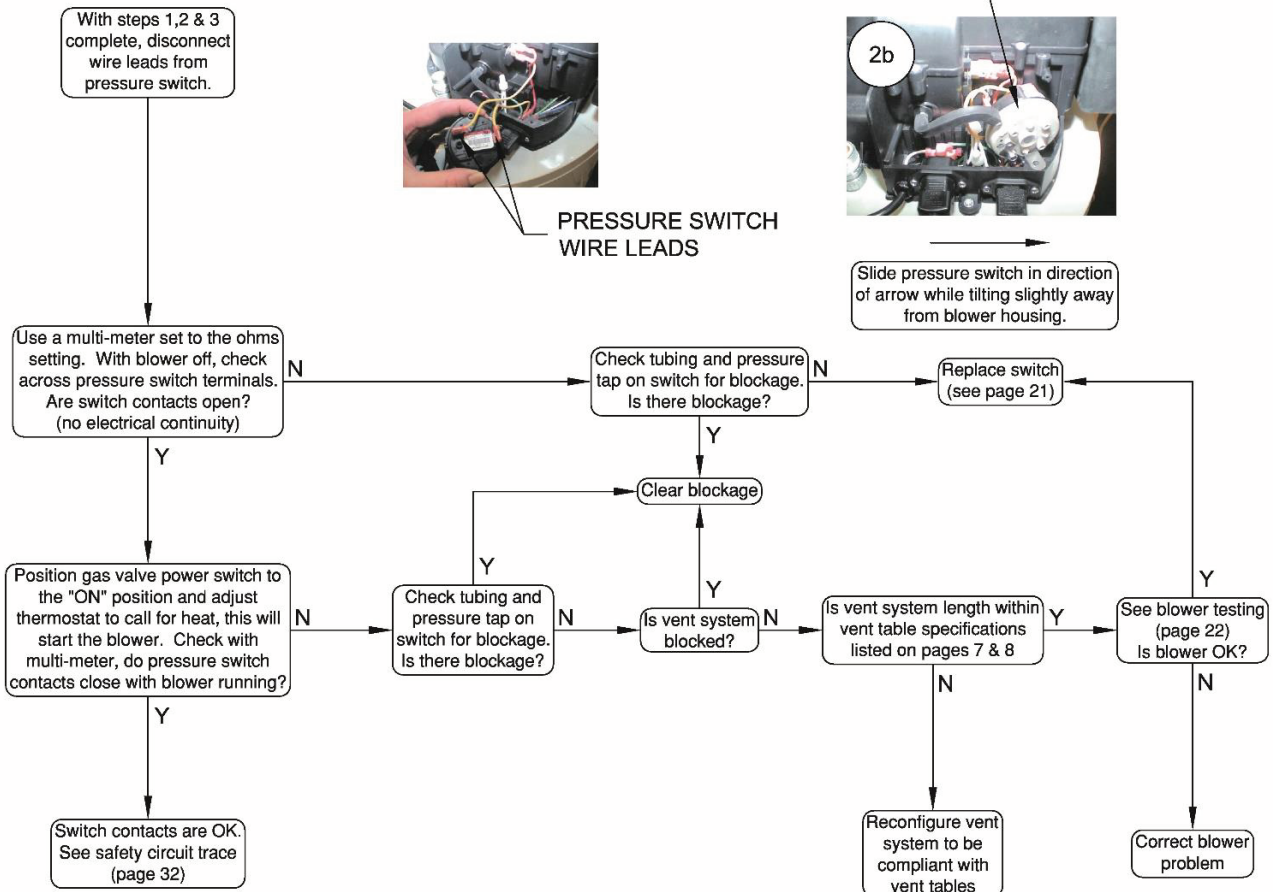 With steps 1,2 & 3
complete, disconnect
wire leads from
pressure switch.
2b
PRESSURE SWITCH
WIRE LEADS
Slide pressure switch in direction
of arrow while tilting slightly away
from blower housing.
Use a multi-meter set to the ohms
setting. With blower off, check
across pressure switch terminals.
Are switch contacts open?
(no electrical continuity)
N
Check tubing and pressure
tap on switch for blockage.
Is there blockage?
N
Replace switch
(see page 21)
Y
Y
Clear blockage
Position gas valve power switch to
the "ON" position and adjust
thermostat to call for heat, this will
start the blower. Check with
multi-meter, do pressure switch
contacts close with blower running?
N
Y
Check tubing and
pressure tap on
switch for blockage.
Is there blockage?
N
Y
Is vent system
blocked?
N
Is vent system length within
vent table specifications
listed on pages 7 & 8
Y
Y
See blower testing
(page 22)
Is blower OK?
Y
N
N
Switch contacts are OK.
See safety circuit trace
(page 32)
Reconfigure vent
system to be
compliant with
vent tables
Correct blower
problem